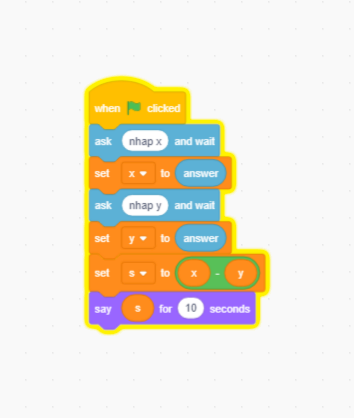 when clicked
ask nhap x and wait
set x to answer
ask nhap y and wait
set y to answer
set s to x - y
say s for 10 seconds